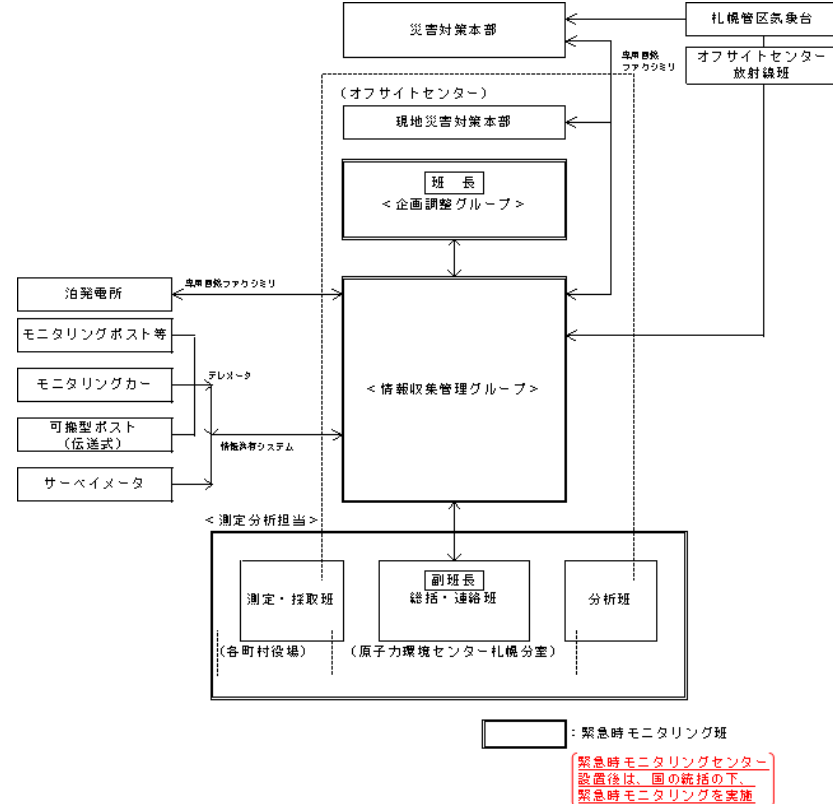 災害対策本部
札幌管区気象台
専用回線
ファクシミリ
オフサイトセンター
放射線班
(オフサイトセンター)
現地災害対策本部
班 長
<企画調整グループ>
泊発電所
専用回線ファクシミリ
モニタリングポスト等
モニタリングカー
テレメータ
<情報収集管理グループ>
可搬型ポスト
(伝送式)
情報共有システム
サーベイメータ
<測定分析担当>
測定・採取班
副班長
総括・連絡班
分析班
(各町村役場)
(原子力環境センター札幌分室)
:緊急時モニタリング班
緊急時モニタリングセンター
設置後は、国の統括の下、
緊急時モニタリングを実施